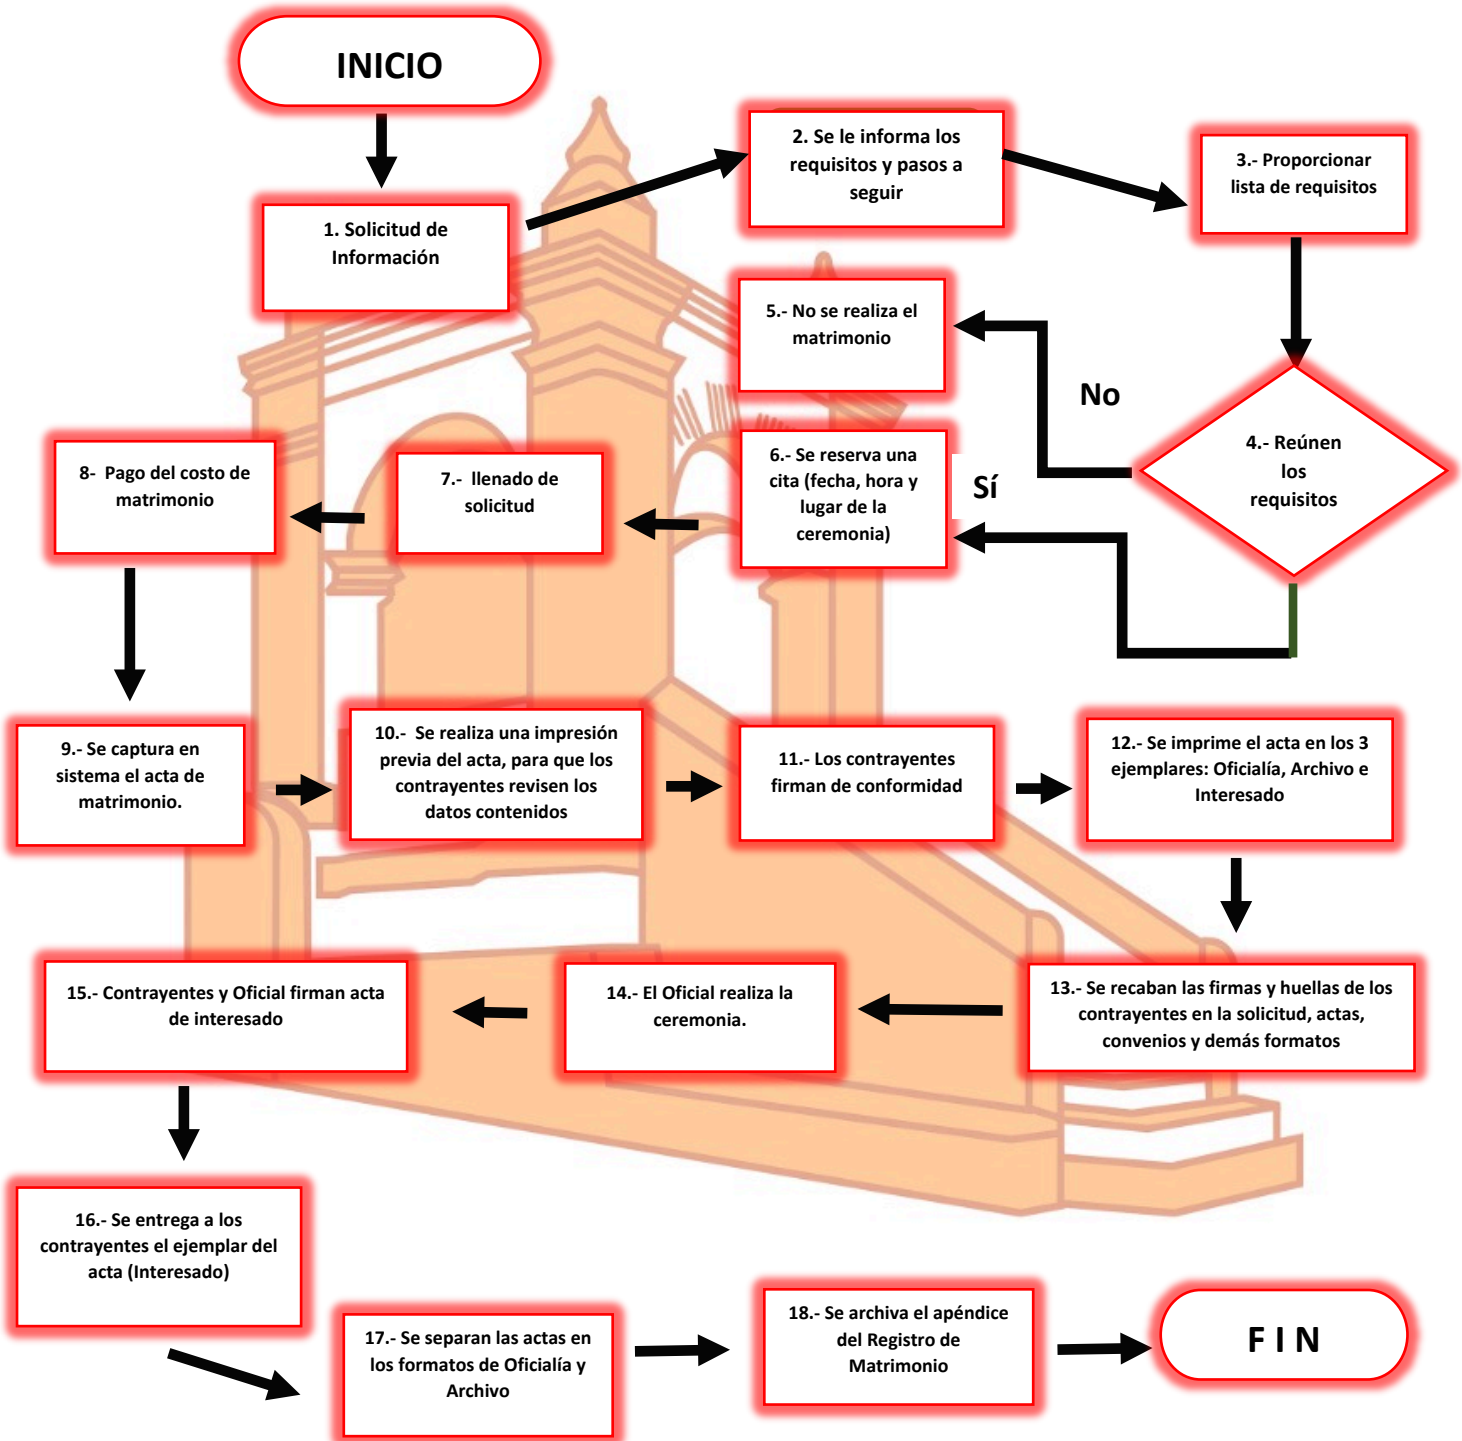 INICIO
1. Solicitud de
Información
2. Se le informa los
requisitos y pasos a
seguir
3.- Proporcionar
lista de requisitos
4.- Reúnen
los
requisitos
No
5.- No se realiza el
matrimonio
Sí
6.- Se reserva una
cita (fecha, hora y
lugar de la
ceremonia)
7.- llenado de
solicitud
8- Pago del costo de
matrimonio
9.- Se captura en
sistema el acta de
matrimonio.
10.- Se realiza una impresión
previa del acta, para que los
contrayentes revisen los
datos contenidos
11.- Los contrayentes
firman de conformidad
12.- Se imprime el acta en los 3
ejemplares: Oficialía, Archivo e
Interesado
13.- Se recaban las firmas y huellas de los
contrayentes en la solicitud, actas,
convenios y demás formatos
14.- El Oficial realiza la
ceremonia.
15.- Contrayentes y Oficial firman acta
de interesado
16.- Se entrega a los
contrayentes el ejemplar del
acta (Interesado)
17.- Se separan las actas en
los formatos de Oficialía y
Archivo
18.- Se archiva el apéndice
del Registro de
Matrimonio
F I N